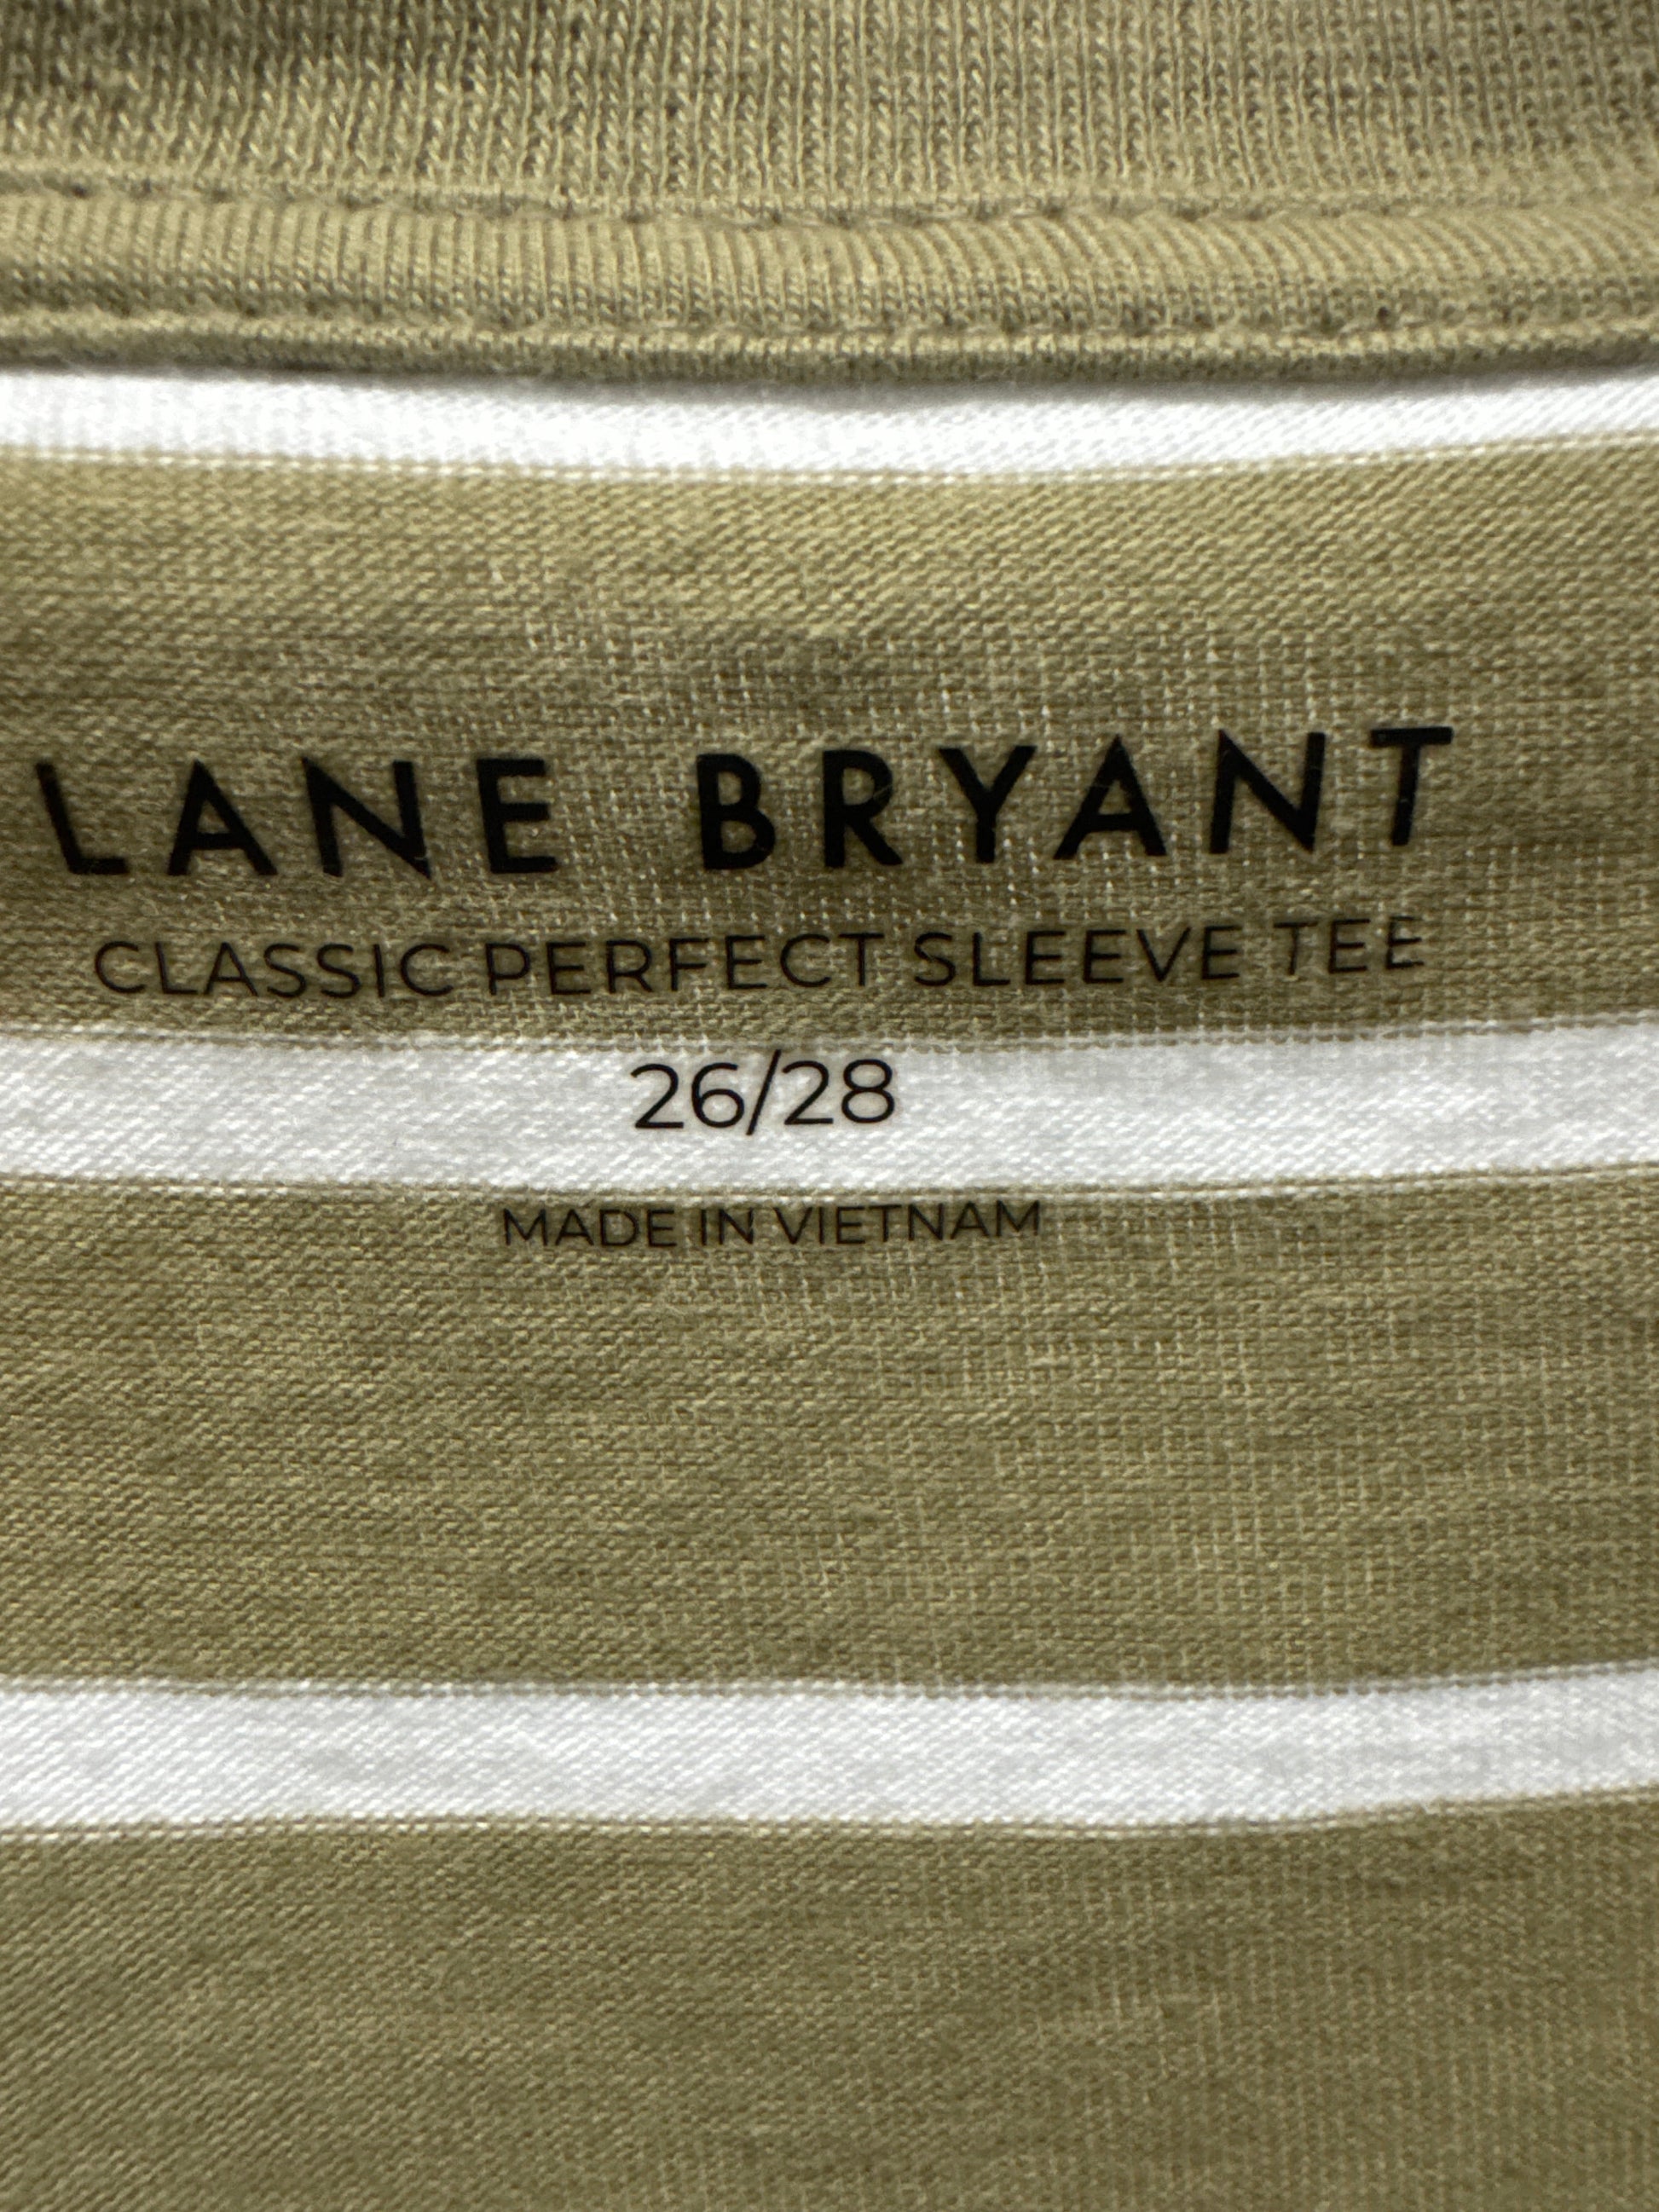 LANE BRYANT
CLASSIC PERFECT SLEEVE TEE
26/28
MADE IN VIETNAM